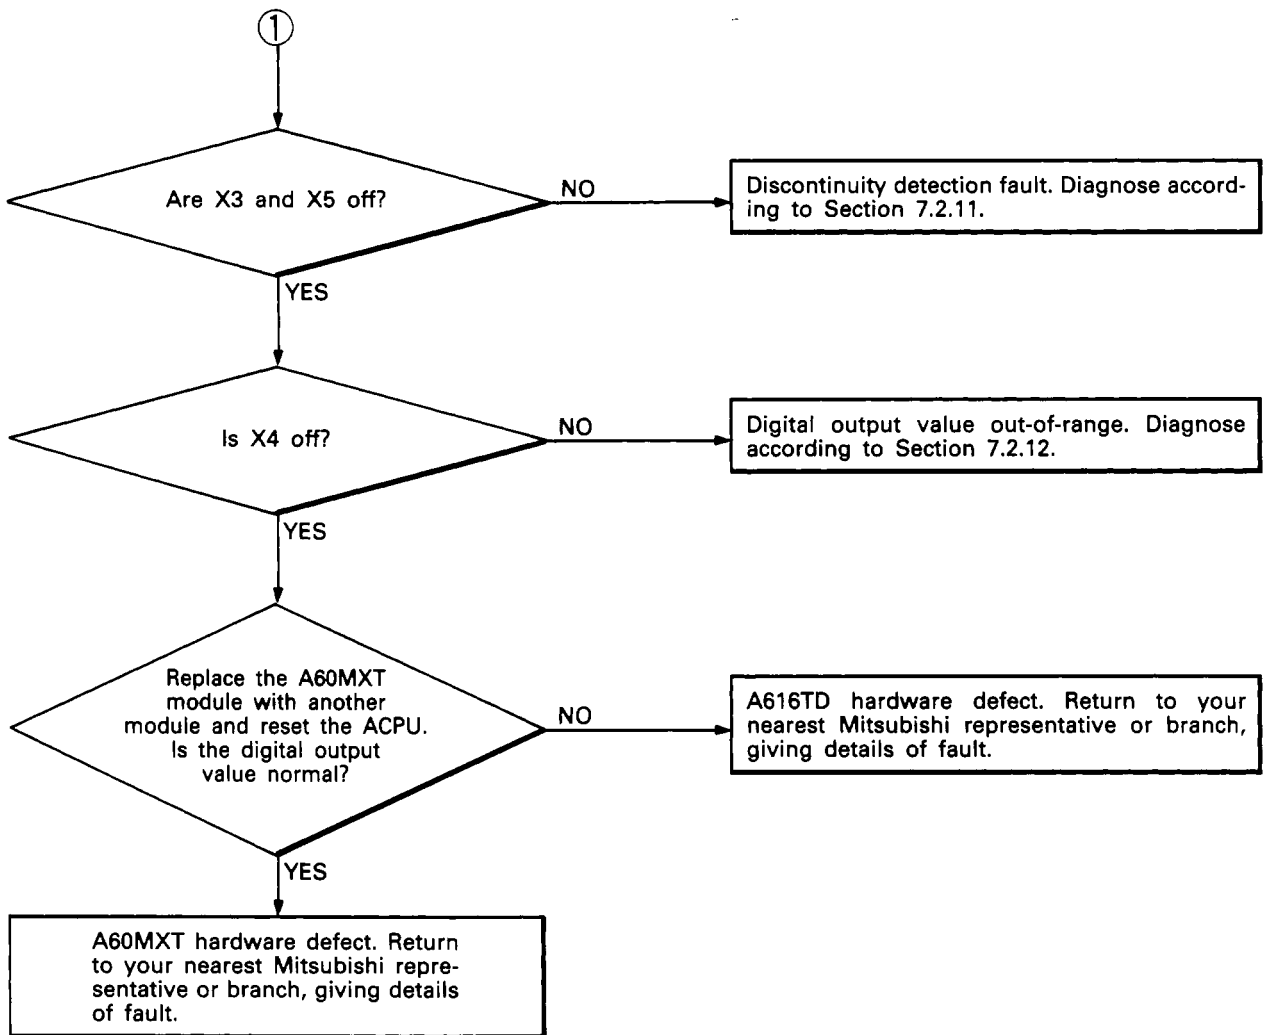 ①
Are X3 and X5 off?
NO
Discontinuity detection fault. Diagnose accord-
ing to Section 7.2.11.
YES
Is X4 off?
NO
Digital output value out-of-range. Diagnose
according to Section 7.2.12.
YES
Replace the A60MXT
module with another
module and reset the ACPU.
Is the digital output
value normal?
NO
A616TD hardware defect. Return to your
nearest Mitsubishi representative or branch,
giving details of fault.
YES
A60MXT hardware defect. Return
to your nearest Mitsubishi repre-
sentative or branch, giving details
of fault.